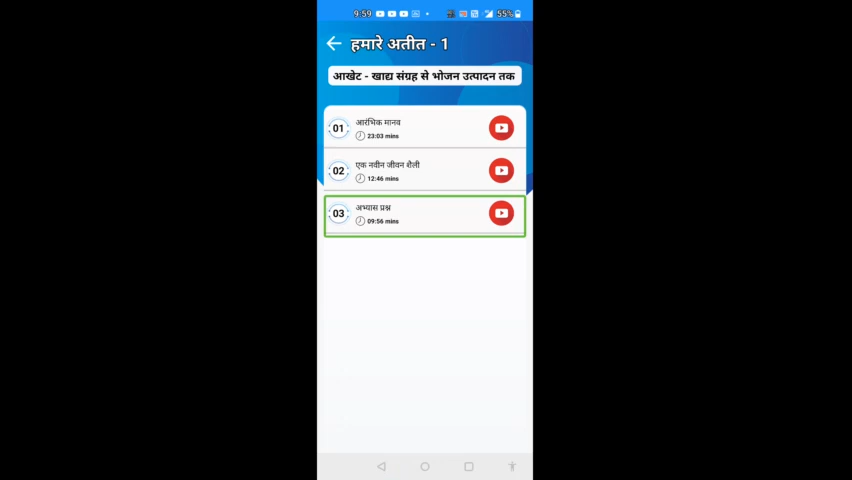 9:59 55%
हमारे अतीत - 1
आखेट - खाद्य संग्रह से भोजन उत्पादन तक
01 आरंभिक मानव
23:03 mins
02 एक नवीन जीवन शैली
12:46 mins
03 अभ्यास प्रश्न
09:56 mins